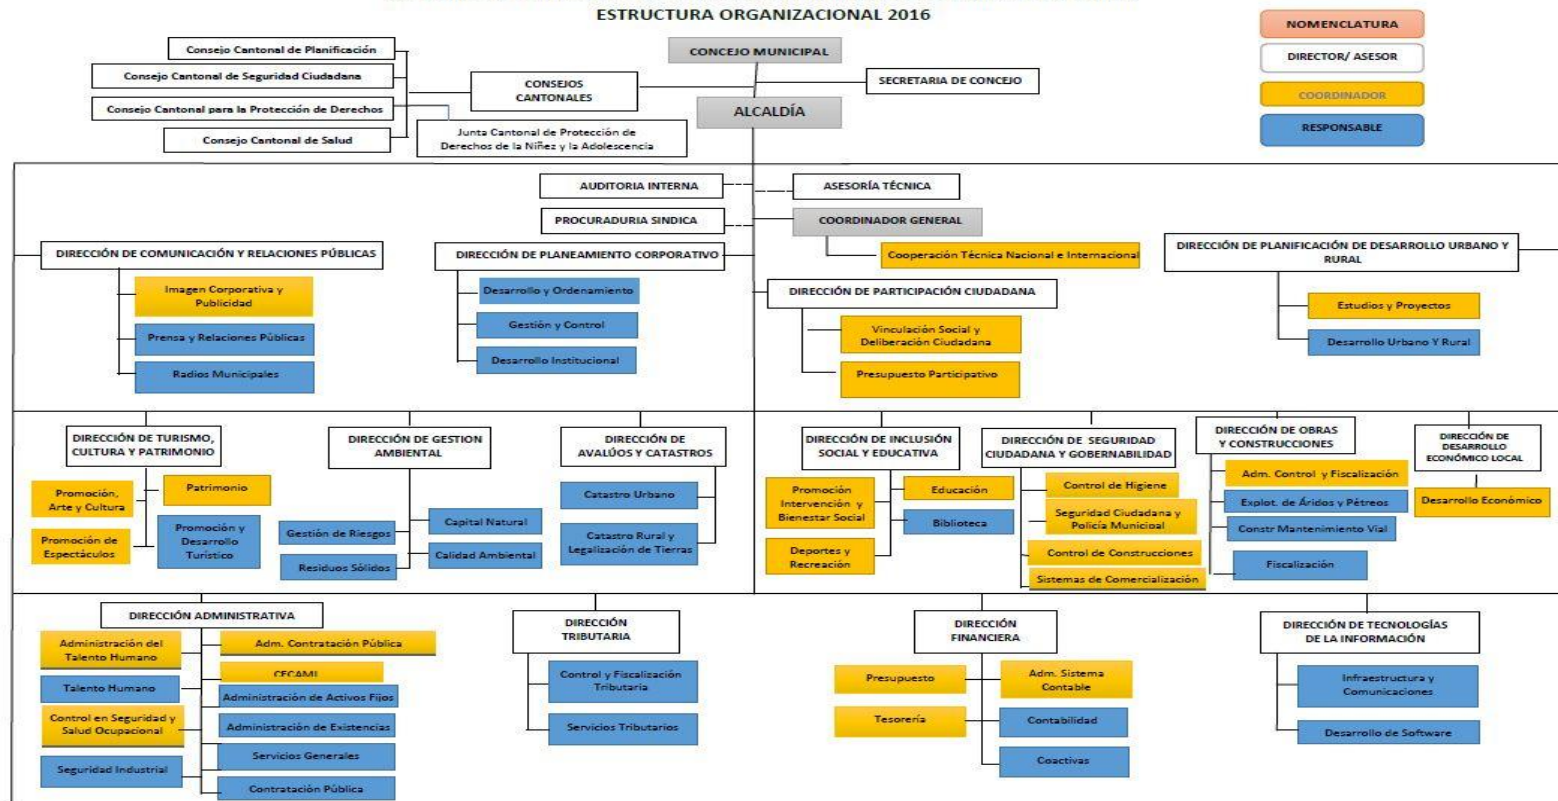 ESTRUCTURA ORGANIZACIONAL 2016
NOMENCLATURA
DIRECTOR/ ASESOR
COORDINADOR
RESPONSABLE
CONCEJO MUNICIPAL
SECRETARIA DE CONCEJO
ALCALDÍA
CONSEJOS
CANTONALES
Consejo Cantonal de Planificación
Consejo Cantonal de Seguridad Ciudadana
Consejo Cantonal para la Protección de Derechos
Consejo Cantonal de Salud
Junta Cantonal de Protección de
Derechos de la Niñez y la Adolescencia
AUDITORIA INTERNA
ASESORÍA TÉCNICA
PROCURADURIA SINDICA
COORDINADOR GENERAL
Cooperación Técnica Nacional e Internacional
DIRECCIÓN DE COMUNICACIÓN Y RELACIONES PÚBLICAS
Imagen Corporativa y
Publicidad
Prensa y Relaciones Públicas
Radios Municipales
DIRECCIÓN DE PLANEAMIENTO CORPORATIVO
Desarrollo y Ordenamiento
Gestión y Control
Desarrollo Institucional
DIRECCIÓN DE PARTICIPACIÓN CIUDADANA
Vinculación Social y
Deliberación Ciudadana
Presupuesto Participativo
DIRECCIÓN DE PLANIFICACIÓN DE DESARROLLO URBANO Y
RURAL
Estudios y Proyectos
Desarrollo Urbano Y Rural
DIRECCIÓN DE TURISMO,
CULTURA Y PATRIMONIO
Promoción,
Arte y Cultura
Patrimonio
Promoción de
Espectáculos
Promoción y
Desarrollo
Turístico
DIRECCIÓN DE GESTION
AMBIENTAL
Gestión de Riesgos
Capital Natural
Residuos Sólidos
Calidad Ambiental
DIRECCIÓN DE
AVALÚOS Y CATASTROS
Catastro Urbano
Catastro Rural y
Legalización de Tierras
DIRECCIÓN DE INCLUSIÓN
SOCIAL Y EDUCATIVA
Promoción
Intervención y
Bienestar Social
Educación
Biblioteca
Deportes y
Recreación
DIRECCIÓN DE SEGURIDAD
CIUDADANA Y GOBERNABILIDAD
Control de Higiene
Seguridad Ciudadana y
Policía Municipal
Control de Construcciones
Sistemas de Comercialización
DIRECCIÓN DE OBRAS
Y CONSTRUCCIONES
Adm. Control y Fiscalización
Explot. de Áridos y Pétreos
Constr Mantenimiento Vial
Fiscalización
DIRECCIÓN DE
DESARROLLO
ECONÓMICO LOCAL
Desarrollo Económico
DIRECCIÓN ADMINISTRATIVA
Administración del
Talento Humano
Talento Humano
Control en Seguridad y
Salud Ocupacional
Seguridad Industrial
Adm. Contratación Pública
CECAMI
Administración de Activos Fijos
Administración de Existencias
Servicios Generales
Contratación Pública
DIRECCIÓN
TRIBUTARIA
Control y Fiscalización
Tributaria
Servicios Tributarios
DIRECCIÓN
FINANCIERA
Presupuesto
Adm. Sistema
Contable
Tesorería
Contabilidad
Coactivas
DIRECCIÓN DE TECNOLOGÍAS
DE LA INFORMACIÓN
Infraestructura y
Comunicaciones
Desarrollo de Software